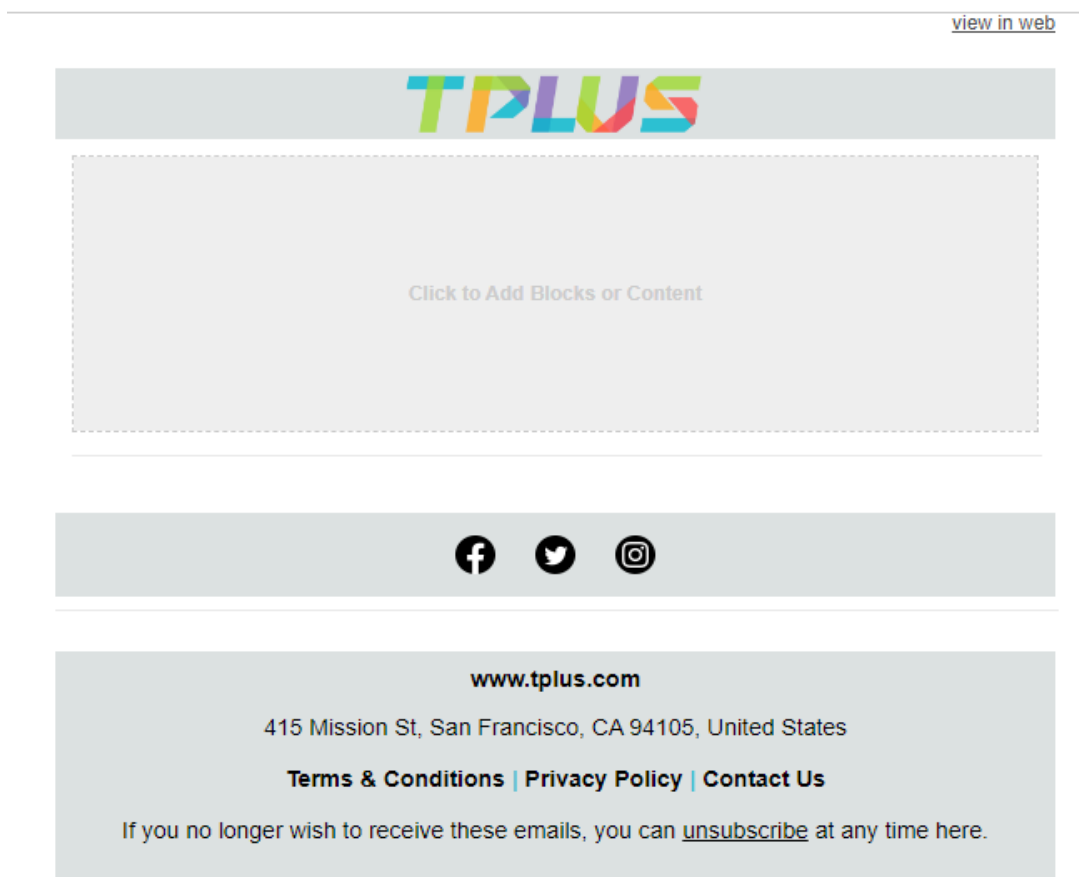 view in web
TPLUS
Click to Add Blocks or Content
www.tplus.com
415 Mission St, San Francisco, CA 94105, United States
Terms & Conditions | Privacy Policy | Contact Us
If you no longer wish to receive these emails, you can unsubscribe at any time here.